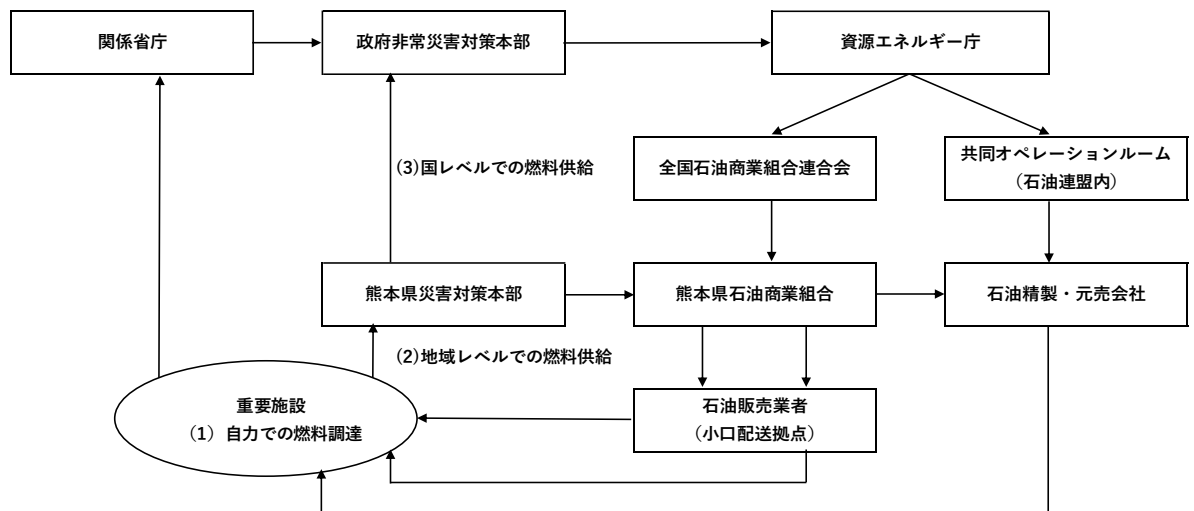 関係省庁
政府非常災害対策本部
資源エネルギー庁
(3)国レベルでの燃料供給
全国石油商業組合連合会
共同オペレーションルーム
（石油連盟内）
熊本県災害対策本部
熊本県石油商業組合
石油精製・元売会社
(2)地域レベルでの燃料供給
重要施設
（1）自力での燃料調達
石油販売業者
（小口配送拠点）